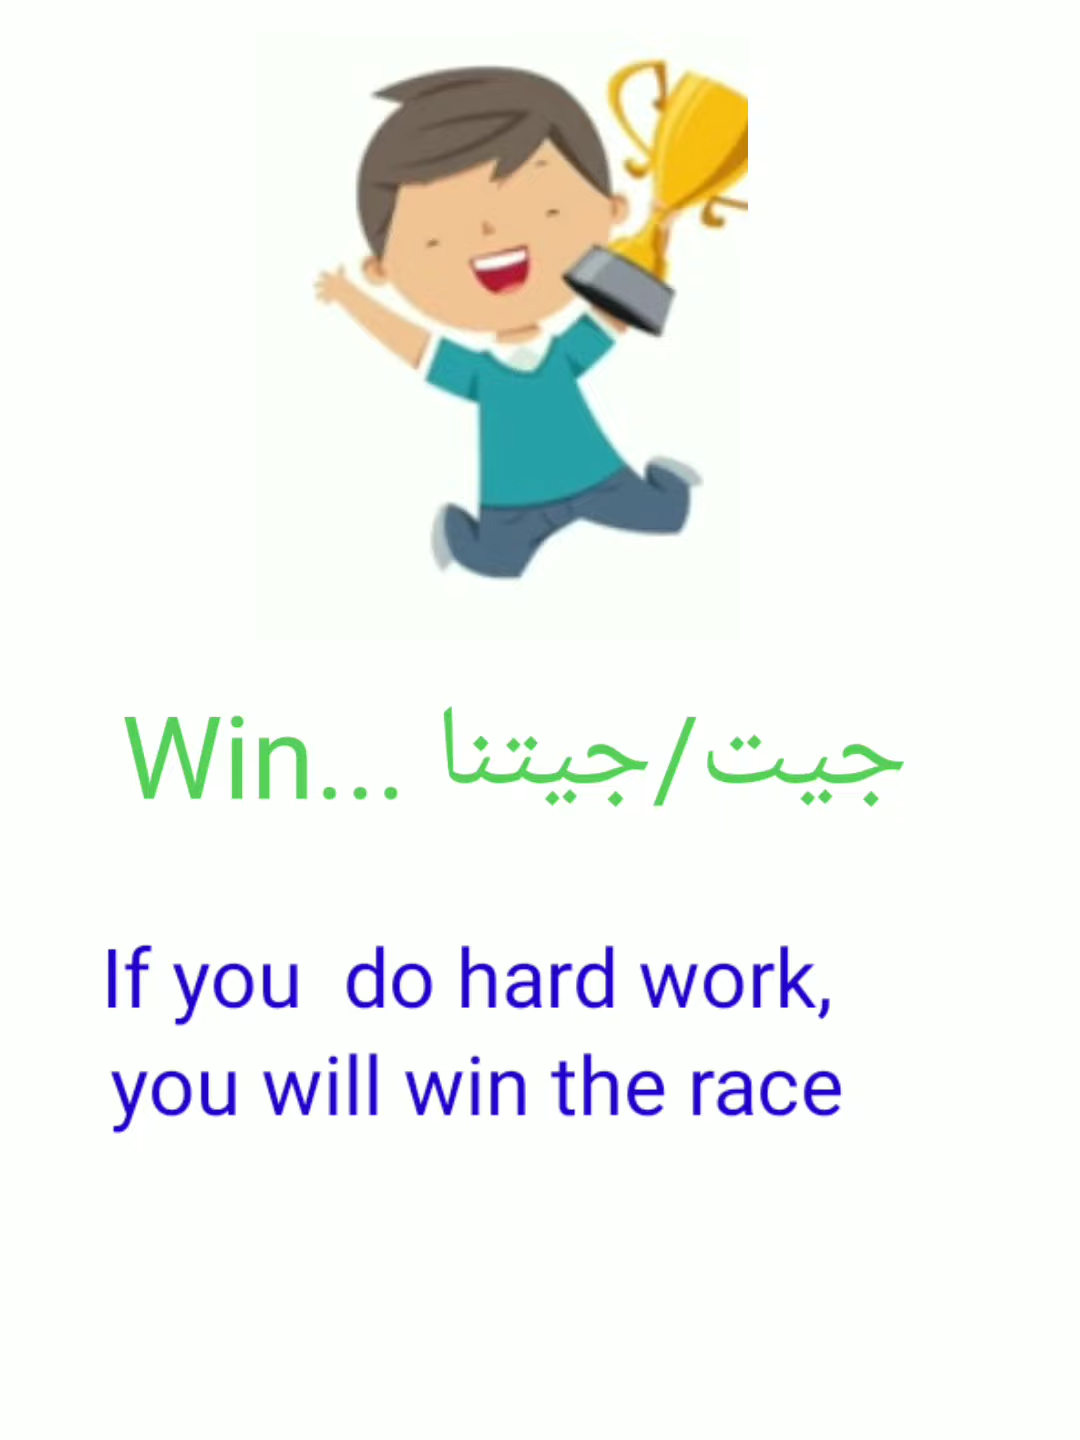 Win... جیت/جیتنا
If you do hard work,
you will win the race